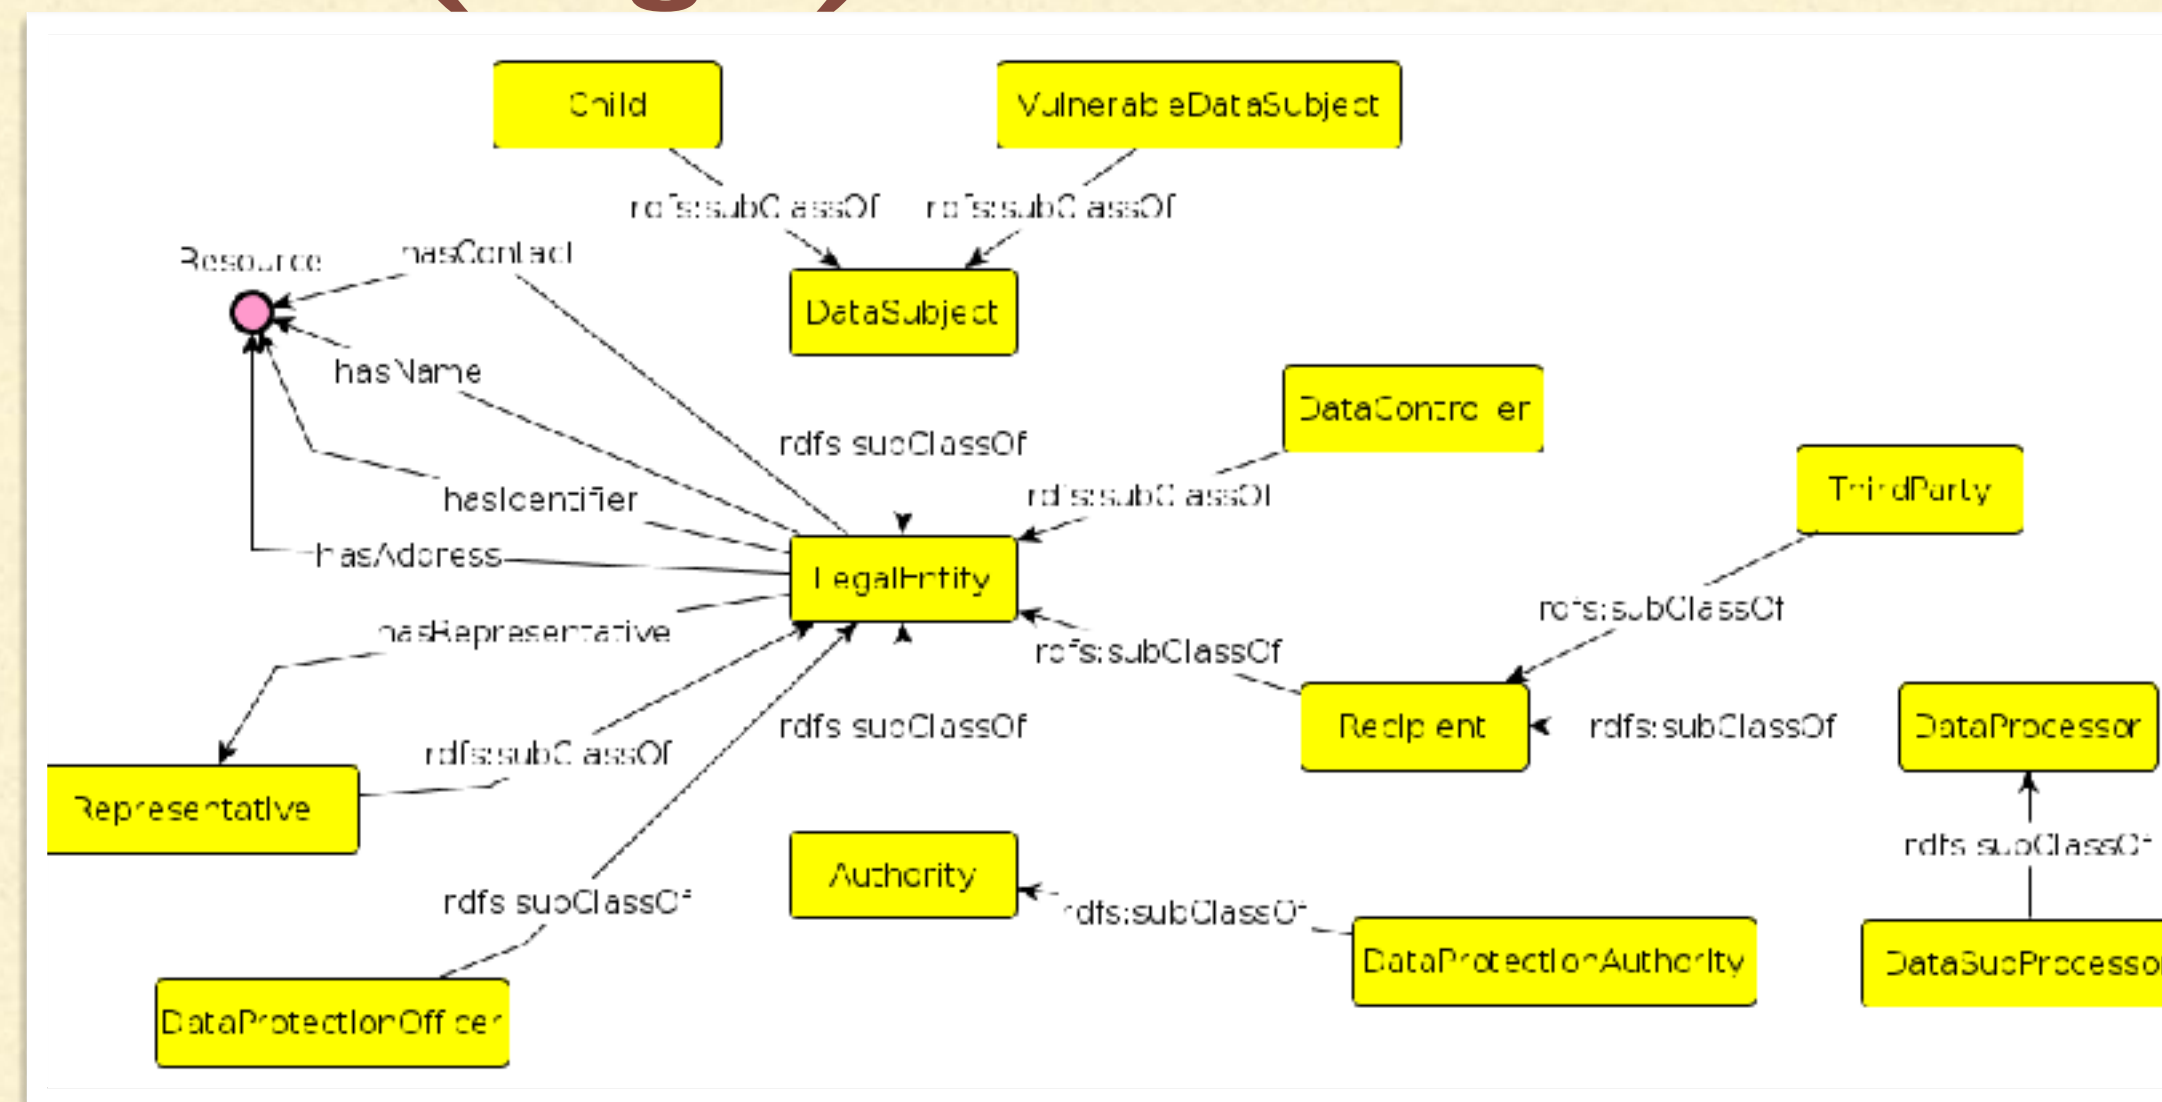 Child
VulnerableDataSubject
rdfs:subClassOf
rdfs:subClassOf
Resource
hasContact
DataSubject
hasName
DataController
rdfs:subClassOf
hasIdentifier
rdfs:subClassOf
ThirdParty
hasAddress
LegalEntity
rdfs:subClassOf
hasRepresentative
rdfs:subClassOf
rdfs:subClassOf
rdfs:subClassOf
Recipient
rdfs:subClassOf
DataProcessor
rdfs:subClassOf
Representative
Authority
rdfs:subClassOf
rdfs:subClassOf
rdfs:subClassOf
DataProtectionAuthority
DataSubProcessor
DataProtectionOfficer